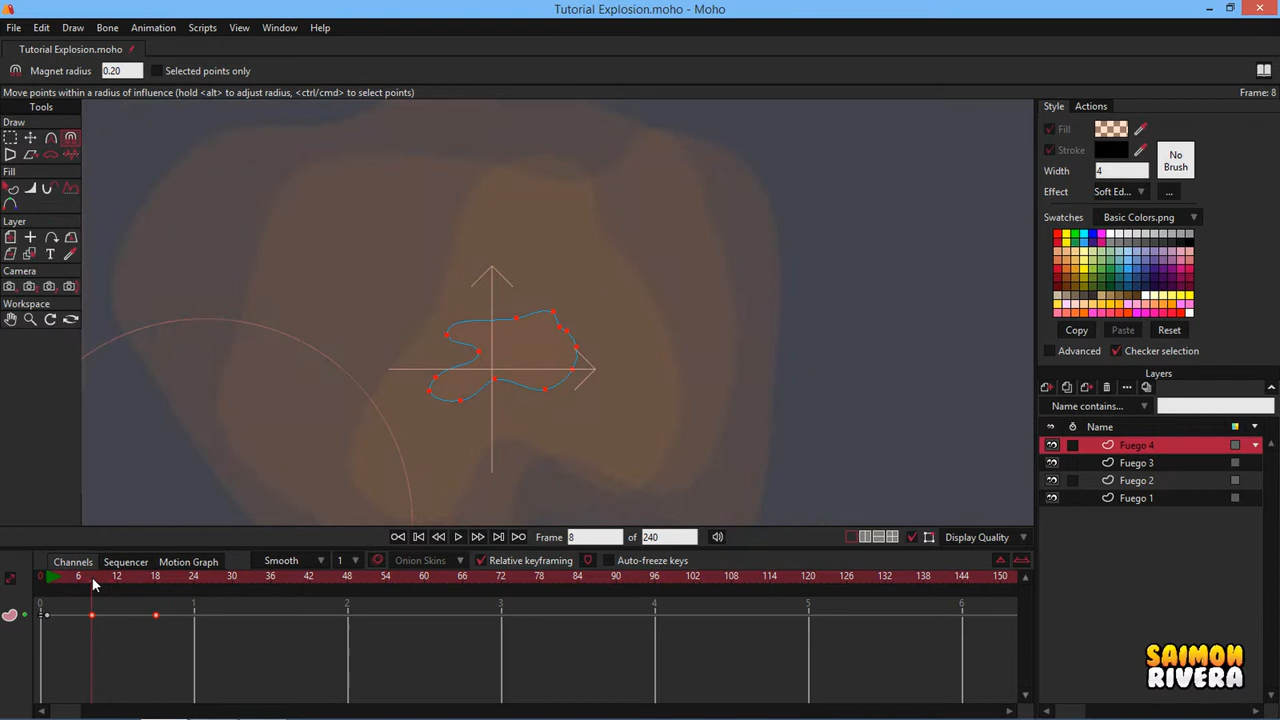 Tutorial Explosion.moho - Moho
File Edit Draw Bone Animation Scripts View Window Help
Tutorial Explosion.moho
Magnet radius 0.20 Selected points only
Move points within a radius of influence (hold <alt> to adjust radius, <ctrl/cmd> to select points) Frame: 8
Tools
Draw
Fill
Layer
Camera
Workspace
Style Actions
Fill
Stroke
No
Brush
Width 4
Effect Soft Ed... ...
Swatches Basic Colors.png
Copy Paste Reset
Advanced Checker selection
Layers
Name contains...
Name
Fuego 4
Fuego 3
Fuego 2
Fuego 1
Frame 8 of 240 Display Quality
Channels Sequencer Motion Graph Smooth 1 Onion Skins Relative keyframing Auto-freeze keys
0 6 12 18 24 30 36 42 48 54 60 66 72 78 84 90 96 102 108 114 120 126 132 138 144 150
0 1 2 3 4 5 6
SAIMON
RIVERA